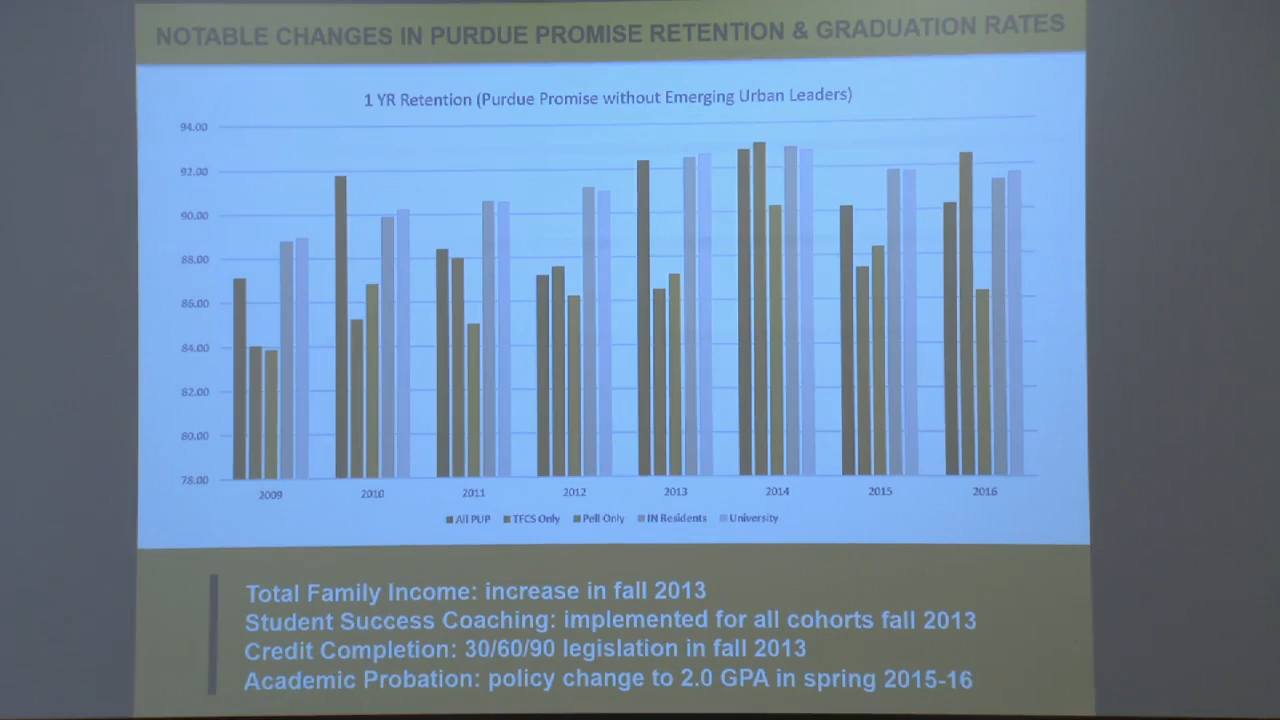 NOTABLE CHANGES IN PURDUE PROMISE RETENTION & GRADUATION RATES
1 YR Retention (Purdue Promise without Emerging Urban Leaders)
94.00
92.00
90.00
88.00
86.00
84.00
82.00
80.00
78.00
2009 2010 2011 2012 2013 2014 2015 2016
All PUP TFCS Only Pell Only IN Residents University
Total Family Income: increase in fall 2013
Student Success Coaching: implemented for all cohorts fall 2013
Credit Completion: 30/60/90 legislation in fall 2013
Academic Probation: policy change to 2.0 GPA in spring 2015-16